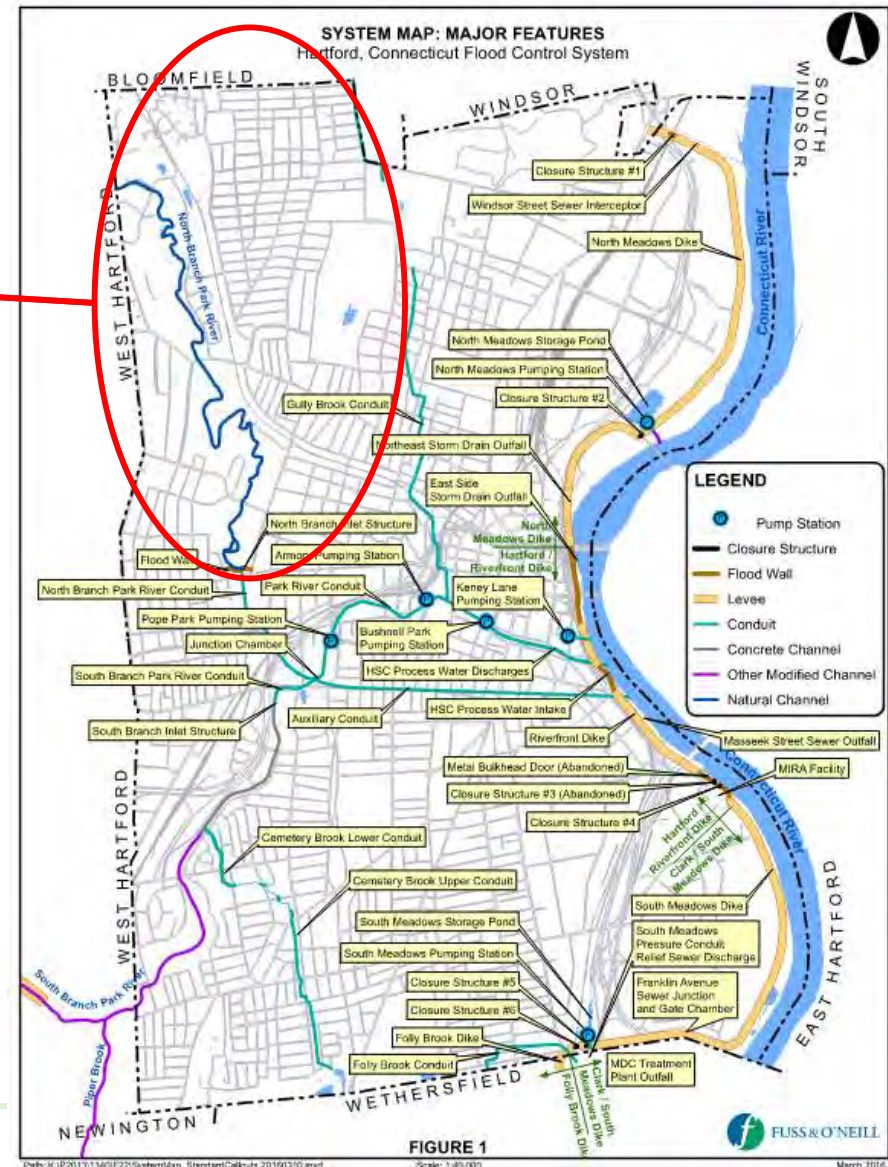 SYSTEM MAP: MAJOR FEATURES
Hartford, Connecticut Flood Control System
BLOOMFIELD
WINDSOR
SOUTH
WINDSOR
Closure Structure #1
Windsor Street Sewer Interceptor
North Meadows Dike
WEST HARTFORD
North Branch Park River
Connecticut River
North Meadows Storage Pond
North Meadows Pumping Station
Closure Structure #2
Gully Brook Conduit
Northeast Storm Drain Outfall
East Side
Storm Drain Outfall
North
Meadows Dike
Hartford /
Riverfront Dike
LEGEND
Pump Station
Closure Structure
Flood Wall
Levee
Conduit
Concrete Channel
Other Modified Channel
Natural Channel
North Branch Inlet Structure
Flood Wall
Armory Pumping Station
Park River Conduit
Keney Lane
Pumping Station
North Branch Park River Conduit
Pope Park Pumping Station
Bushnell Park
Pumping Station
Junction Chamber
HSC Process Water Discharges
South Branch Park River Conduit
Auxiliary Conduit
HSC Process Water Intake
South Branch Inlet Structure
Riverfront Dike
Masseek Street Sewer Outfall
Connecticut River
Metal Bulkhead Door (Abandoned)
MIRA Facility
Closure Structure #3 (Abandoned)
Closure Structure #4
Hartford /
Riverfront Dike
Clark / South
Meadows Dike
WEST HARTFORD
Cemetery Brook Lower Conduit
Cemetery Brook Upper Conduit
South Meadows Dike
South Meadows Storage Pond
South Meadows
Pressure Conduit
Relief Sewer Discharge
South Meadows Pumping Station
Closure Structure #5
Franklin Avenue
Sewer Junction
and Gate Chamber
Closure Structure #6
EAST HARTFORD
South Branch Park River
Piper Brook
Folly Brook Dike
Folly Brook Conduit
MDC Treatment
Plant Outfall
Clark / South
Meadows Dike
Folly Brook Dike
WETHERSFIELD
NEWINGTON
FIGURE 1
FUSS & O'NEILL
Scale: 1:40,000
March 2016